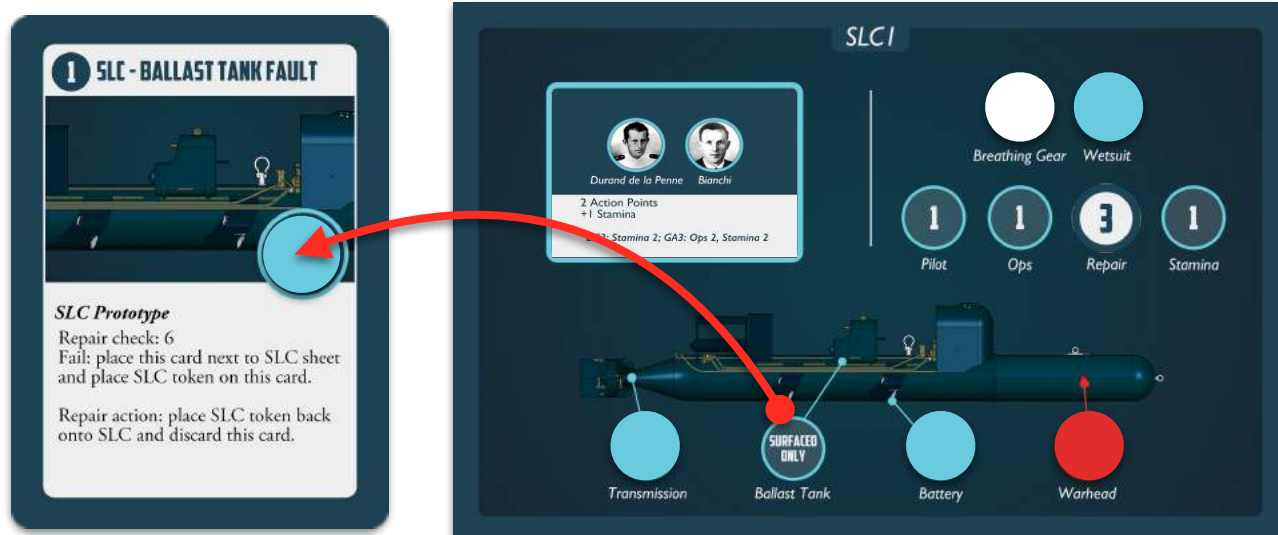 1 SLC - BALLAST TANK FAULT
SLC Prototype
Repair check: 6
Fail: place this card next to SLC sheet
and place SLC token on this card.
Repair action: place SLC token back
onto SLC and discard this card.
SLC1
Durand de la Penne Bianchi
2 Action Points
+1 Stamina
Stamina 2; GA3: Ops 2, Stamina 2
Breathing Gear Wetsuit
1 1 3 1
Pilot Ops Repair Stamina
SURFACED
ONLY
Transmission Ballast Tank Battery Warhead